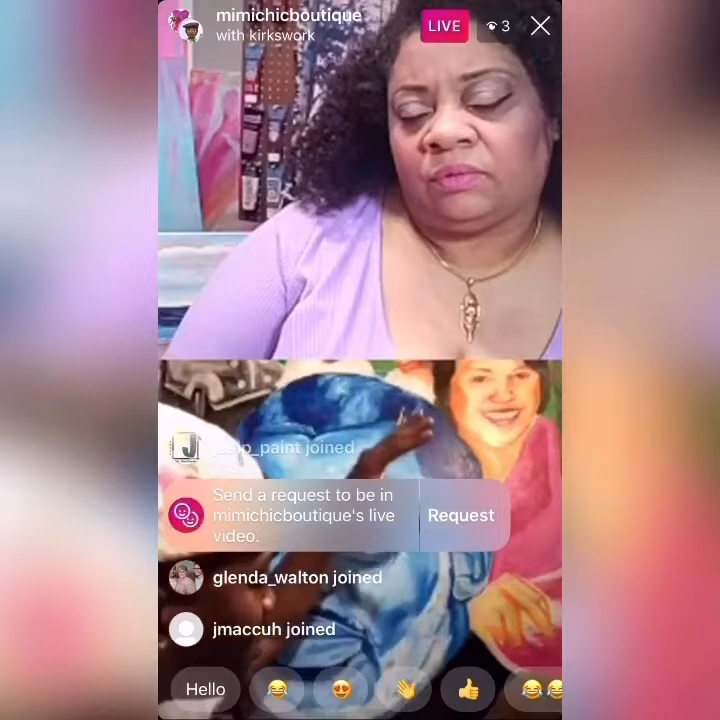 mimichicboutique
with kirkswork
LIVE
3
joined
Send a request to be in
mimichicboutique's live
video.
Request
glenda_walton joined
jmaccuh joined
Hello